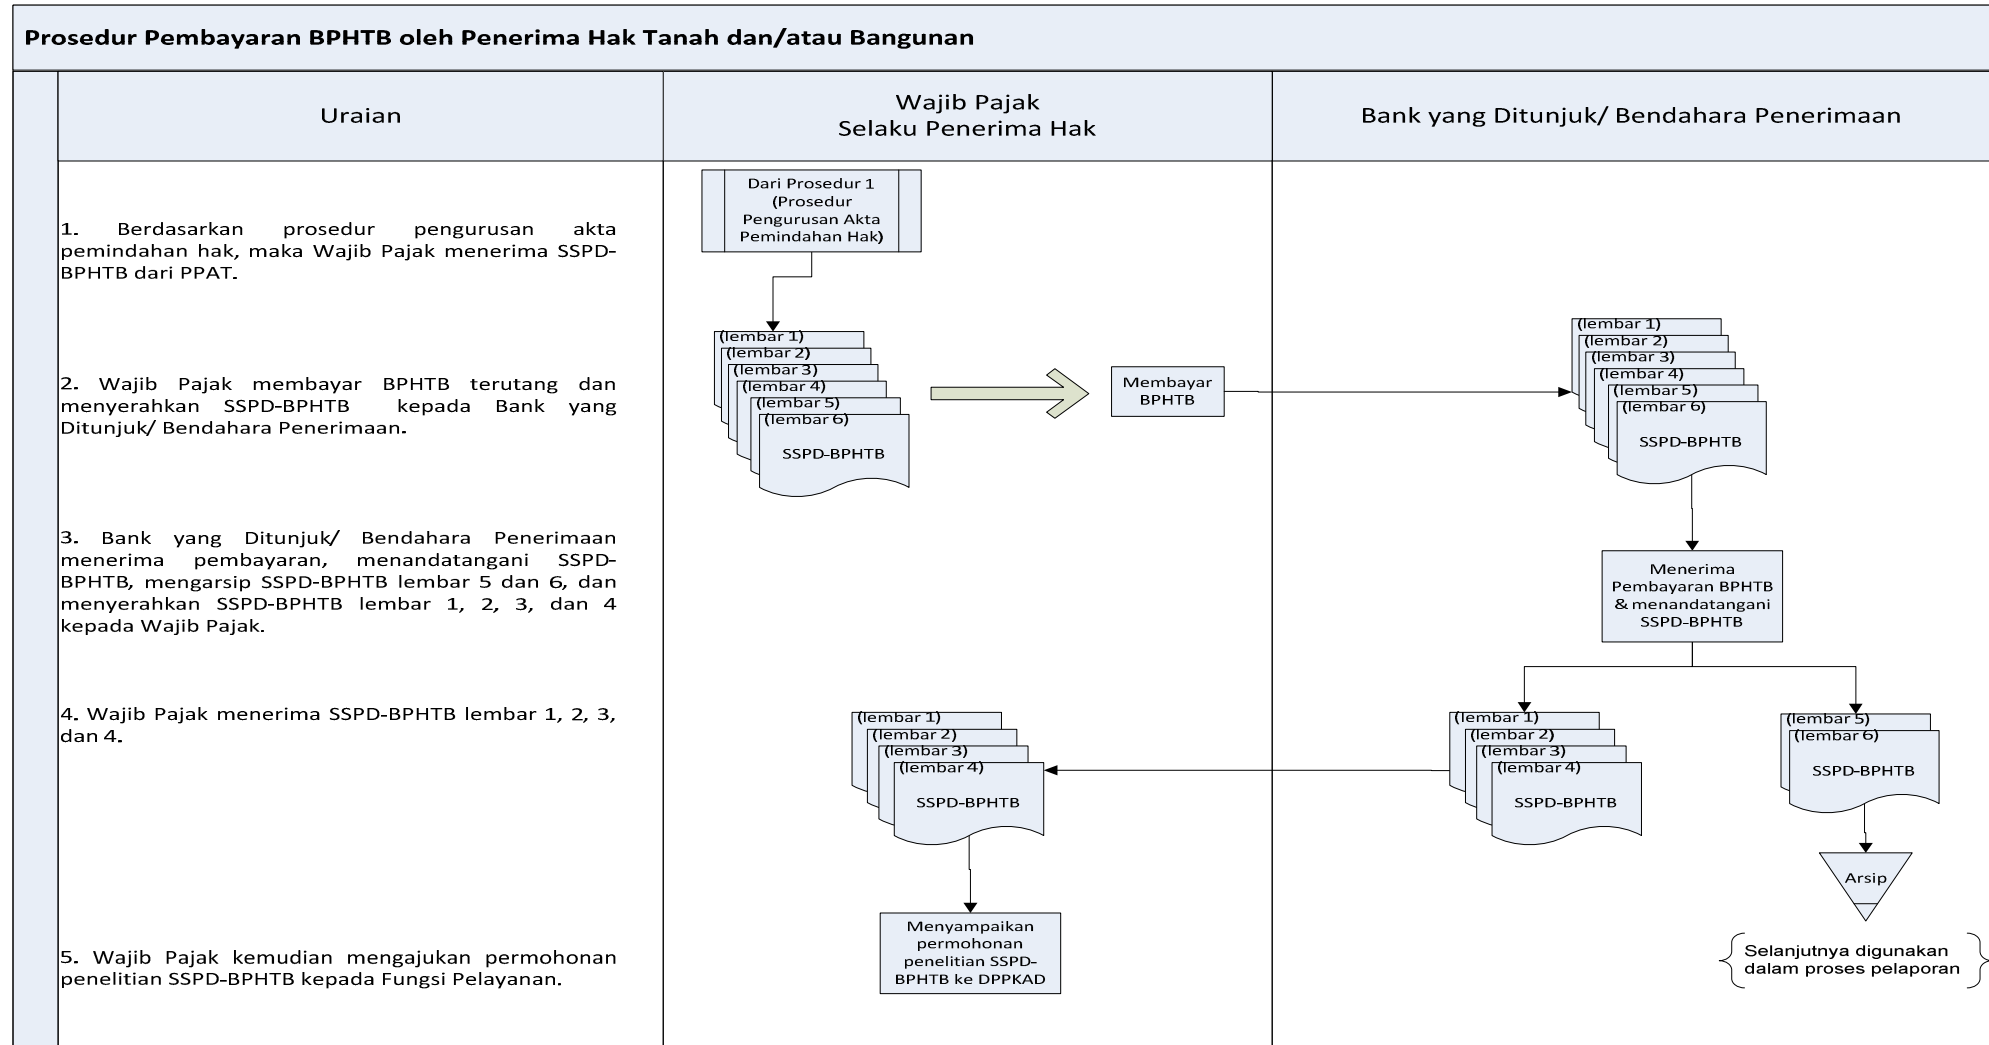 Prosedur Pembayaran BPHTB oleh Penerima Hak Tanah dan/atau Bangunan
Uraian
Wajib Pajak
Selaku Penerima Hak
Bank yang Ditunjuk/ Bendahara Penerimaan
1. Berdasarkan prosedur pengurusan akta
pemindahan hak, maka Wajib Pajak menerima SSPD-
BPHTB dari PPAT.
2. Wajib Pajak membayar BPHTB terutang dan
menyerahkan SSPD-BPHTB kepada Bank yang
Ditunjuk/ Bendahara Penerimaan.
3. Bank yang Ditunjuk/ Bendahara Penerimaan
menerima pembayaran, menandatangani SSPD-
BPHTB, mengarsip SSPD-BPHTB lembar 5 dan 6, dan
menyerahkan SSPD-BPHTB lembar 1, 2, 3, dan 4
kepada Wajib Pajak.
4. Wajib Pajak menerima SSPD-BPHTB lembar 1, 2, 3,
dan 4.
5. Wajib Pajak kemudian mengajukan permohonan
penelitian SSPD-BPHTB kepada Fungsi Pelayanan.
Dari Prosedur 1
(Prosedur
Pengurusan Akta
Pemindahan Hak)
(lembar 1)
(lembar 2)
(lembar 3)
(lembar 4)
(lembar 5)
(lembar 6)
SSPD-BPHTB
Membayar
BPHTB
(lembar 1)
(lembar 2)
(lembar 3)
(lembar 4)
(lembar 5)
(lembar 6)
SSPD-BPHTB
Menerima
Pembayaran BPHTB
& menandatangani
SSPD-BPHTB
(lembar 1)
(lembar 2)
(lembar 3)
(lembar 4)
SSPD-BPHTB
(lembar 5)
(lembar 6)
SSPD-BPHTB
Arsip
Selanjutnya digunakan
dalam proses pelaporan
(lembar 1)
(lembar 2)
(lembar 3)
(lembar 4)
SSPD-BPHTB
Menyampaikan
permohonan
penelitian SSPD-
BPHTB ke DPPKAD